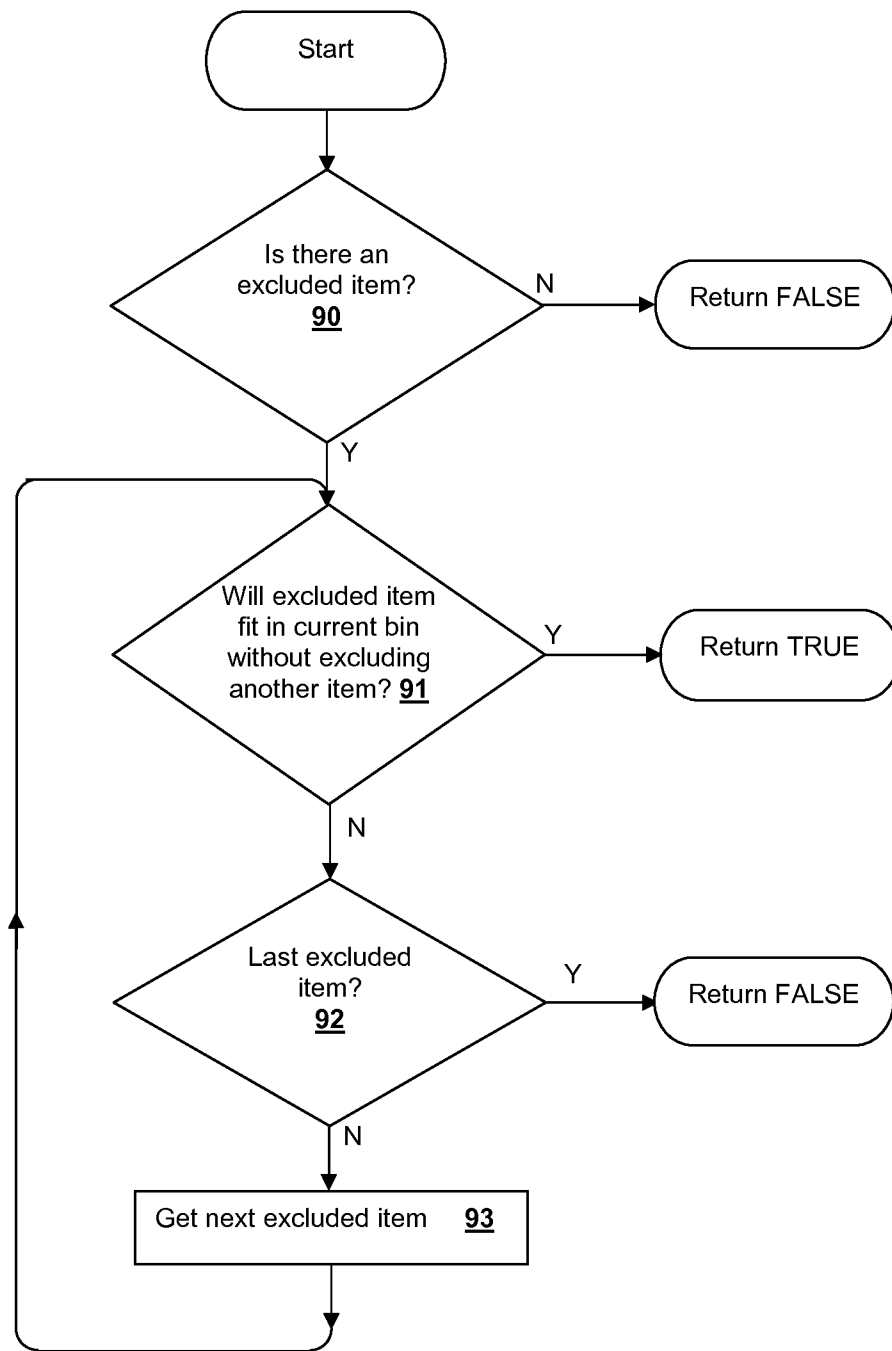 Start
Is there an
excluded item?
90
N
Return FALSE
Y
Will excluded item
fit in current bin
without excluding
another item? 91
Y
Return TRUE
N
Last excluded
item?
92
Y
Return FALSE
N
Get next excluded item 93